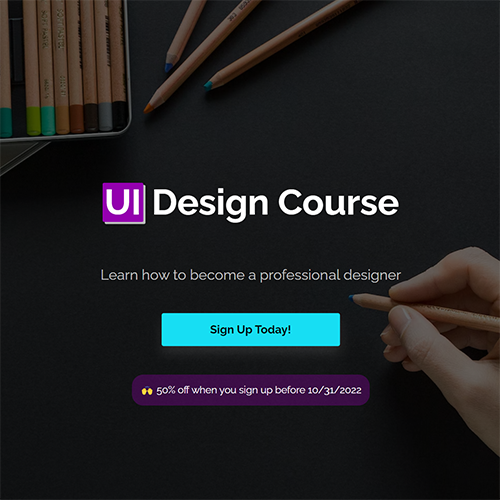 UI Design Course
Learn how to become a professional designer
Sign Up Today!
🙌 50% off when you sign up before 10/31/2022